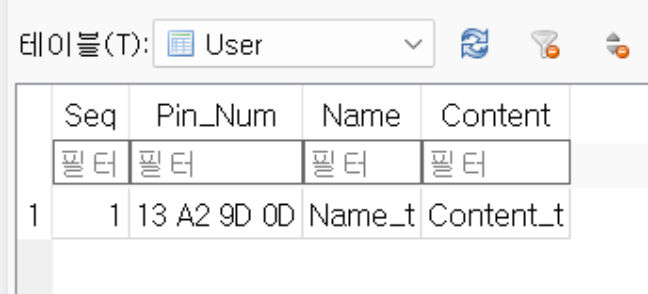 테이블(T): User
Seq Pin_Num Name Content
필터 필터 필터 필터
1 1 13 A2 9D 0D Name_t Content_t